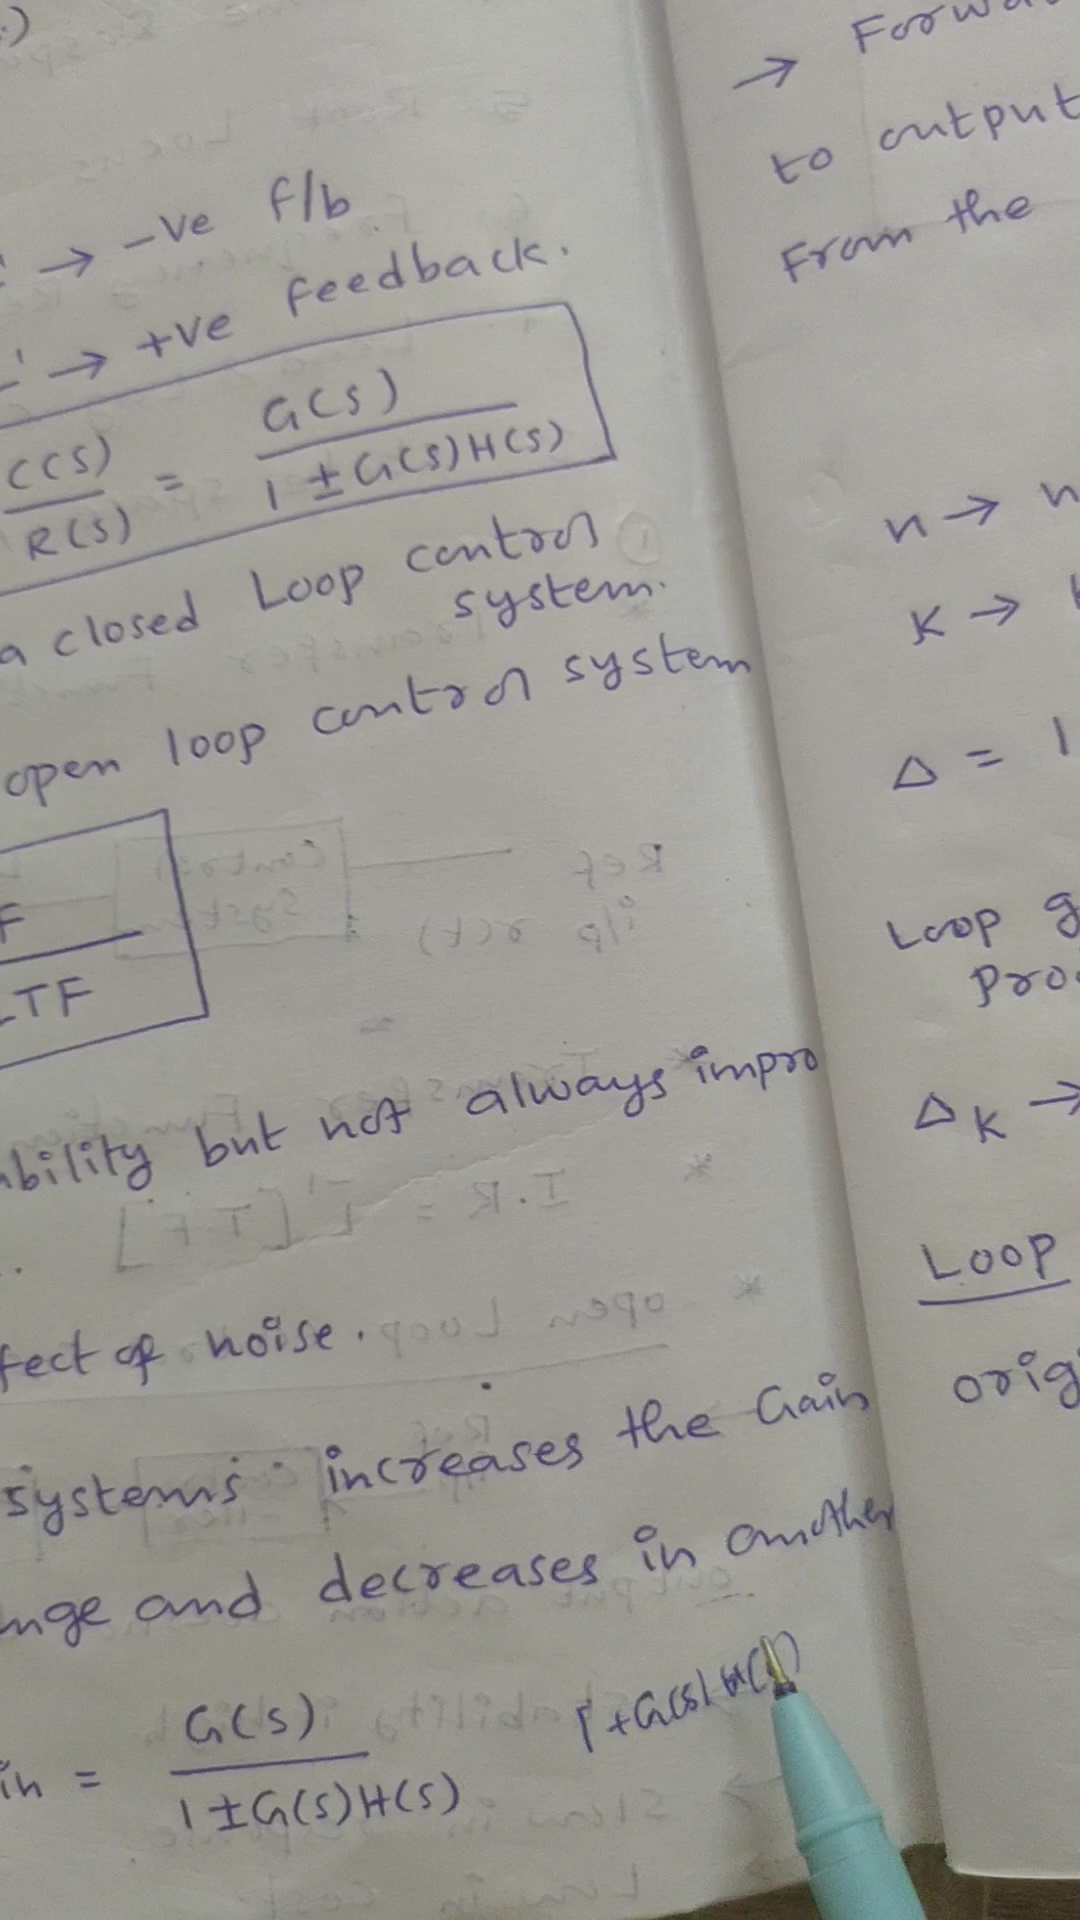 → -ve f/b
→ +ve feedback.
C(S)
R(S)
=
G(S)
1 ± G(S)H(S)
a closed Loop control
system.
open loop control system
F
LTF
bility but not always impro
fect of noise.
systems increases the Gain
nge and decreases in another
in =
G(S)
1±G(S)H(S)
1+G(S)H(S)
→ Forwa
to output
From the
n → n
K →
Δ = 1
Loop g
pro
ΔK →
Loop
orig